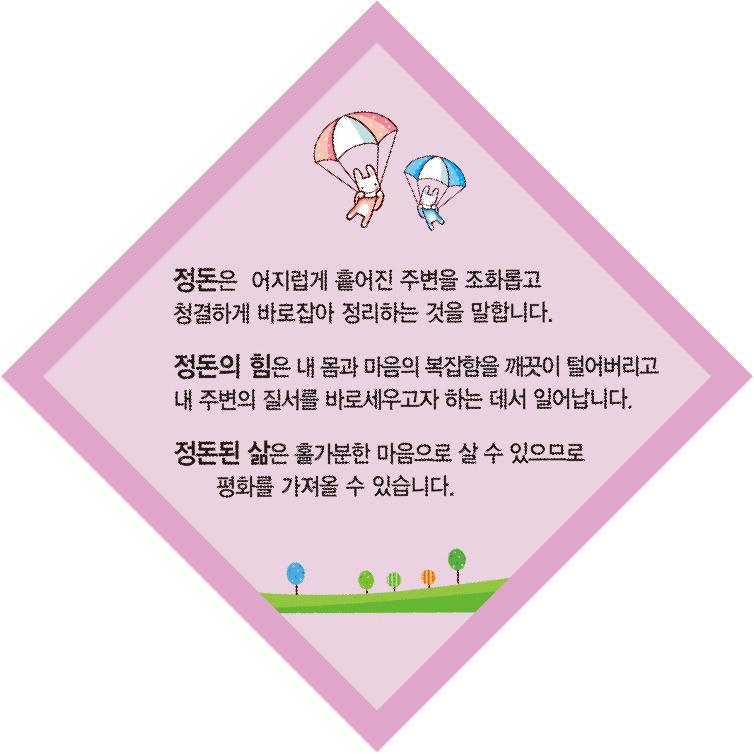 정돈은 어지럽게 흩어진 주변을 조화롭고
청결하게 바로잡아 정리하는 것을 말합니다.
정돈의 힘은 내 몸과 마음의 복잡함을 깨끗이 털어버리고
내 주변의 질서를 바로세우고자 하는 데서 일어납니다.
정돈된 삶은 홀가분한 마음으로 살 수 있으므로
평화를 가져올 수 있습니다.